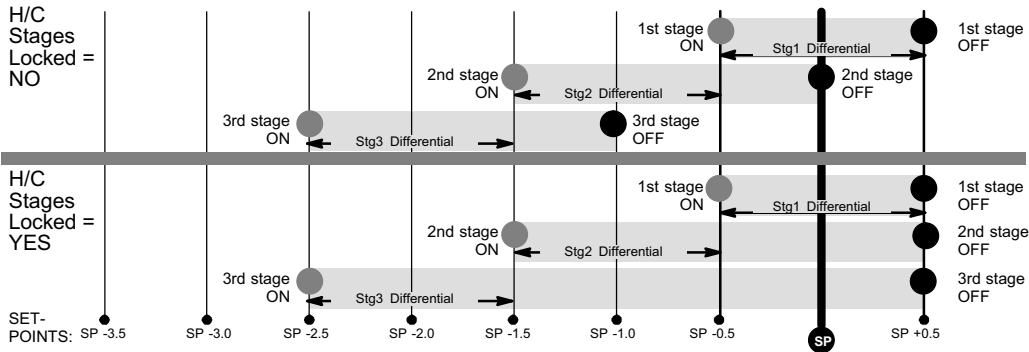 H/C
Stages
Locked =
NO
1st stage
ON
Stg1 Differential
1st stage
OFF
2nd stage
ON
Stg2 Differential
2nd stage
OFF
3rd stage
ON
Stg3 Differential
3rd stage
OFF
H/C
Stages
Locked =
YES
1st stage
ON
Stg1 Differential
1st stage
OFF
2nd stage
ON
Stg2 Differential
2nd stage
OFF
3rd stage
ON
Stg3 Differential
3rd stage
OFF
SET-
POINTS: SP -3.5 SP -3.0 SP -2.5 SP -2.0 SP -1.5 SP -1.0 SP -0.5 SP SP +0.5